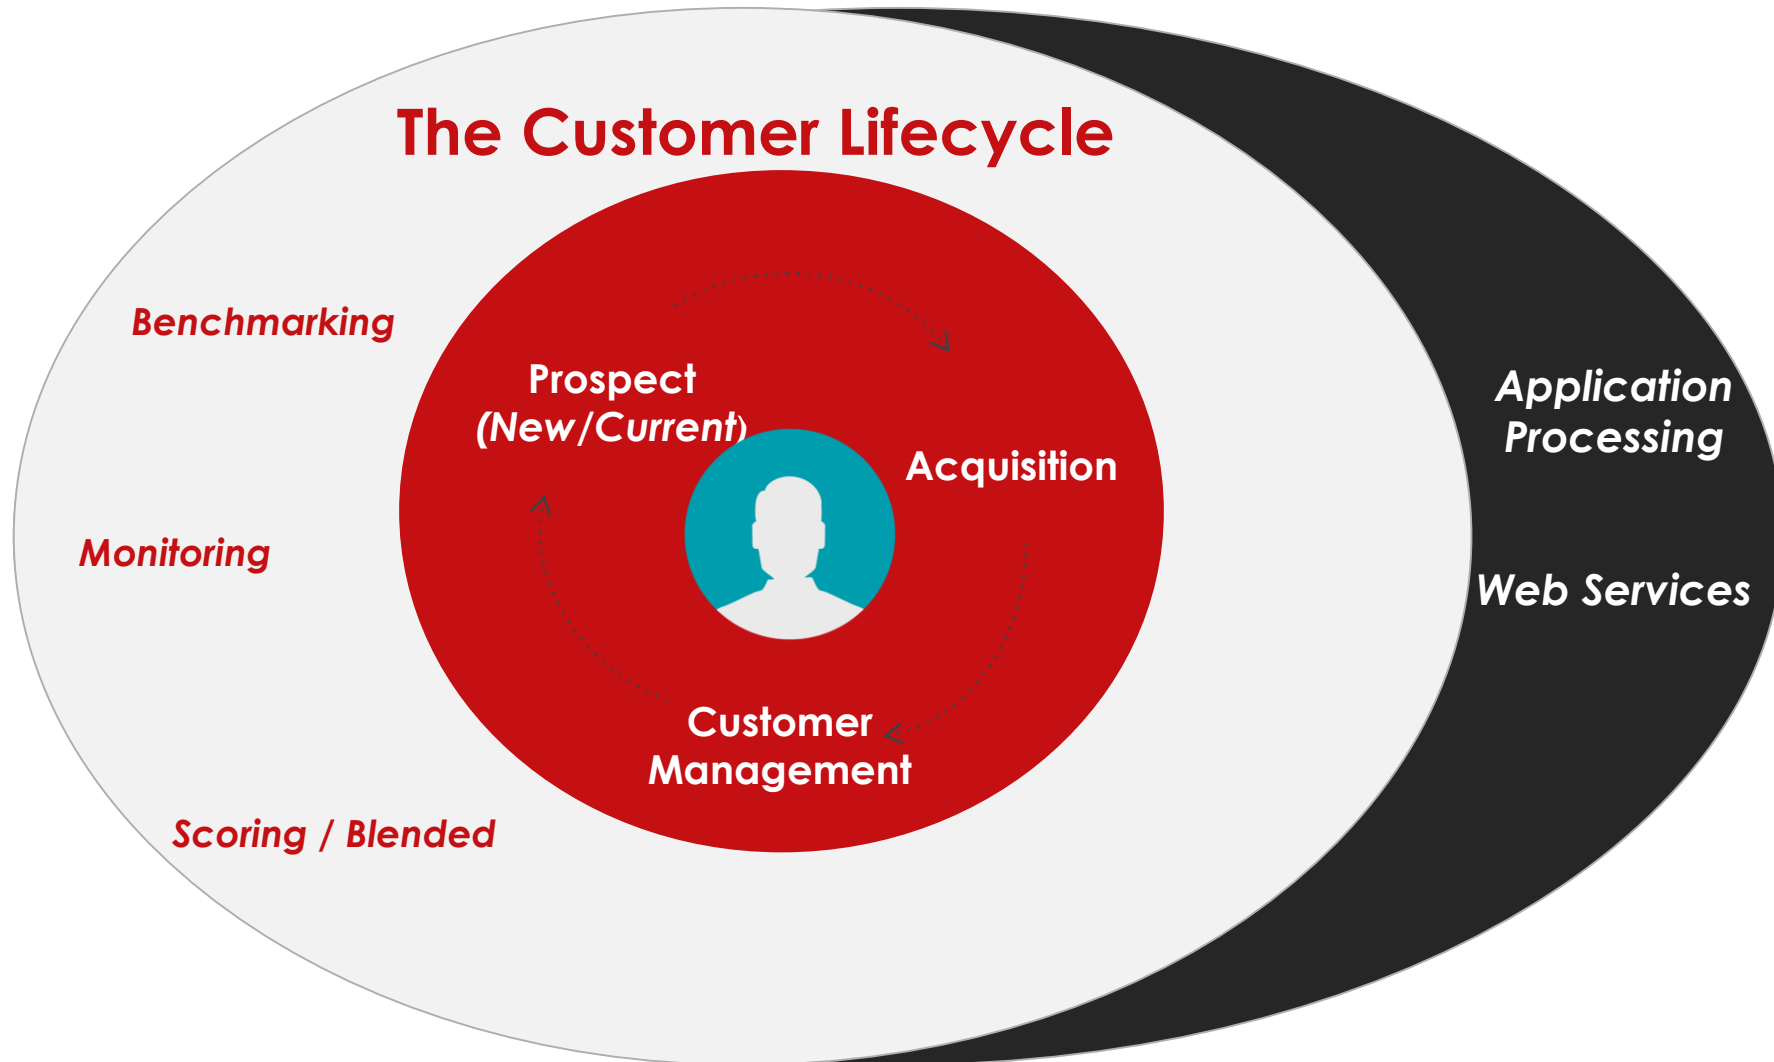 The Customer Lifecycle
Benchmarking
Prospect
(New/Current)
Acquisition
Application
Processing
Monitoring
Web Services
Customer
Management
Scoring / Blended